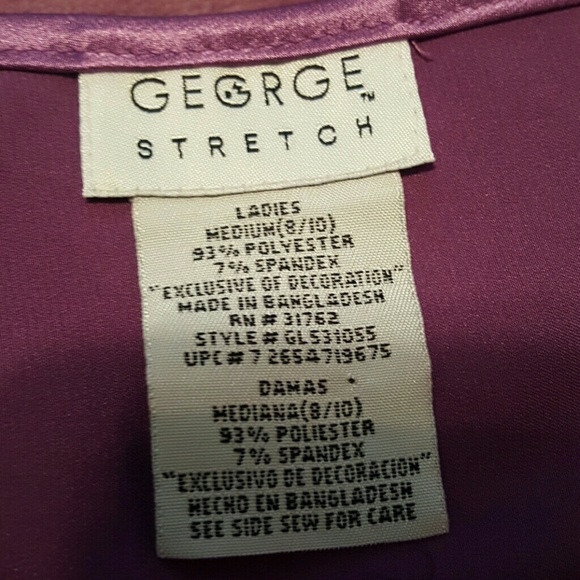 GEORGE™
STRETCH
LADIES
MEDIUM(8/10)
93% POLYESTER
7% SPANDEX
"EXCLUSIVE OF DECORATION"
MADE IN BANGLADESH
RN# 31762
STYLE# GLS31055
UPC# 7 2654719675
DAMAS
MEDIANA(8/10)
93% POLIESTER
7% SPANDEX
"EXCLUSIVO DE DECORACION"
HECHO EN BANGLADESH
SEE SIDE SEW FOR CARE